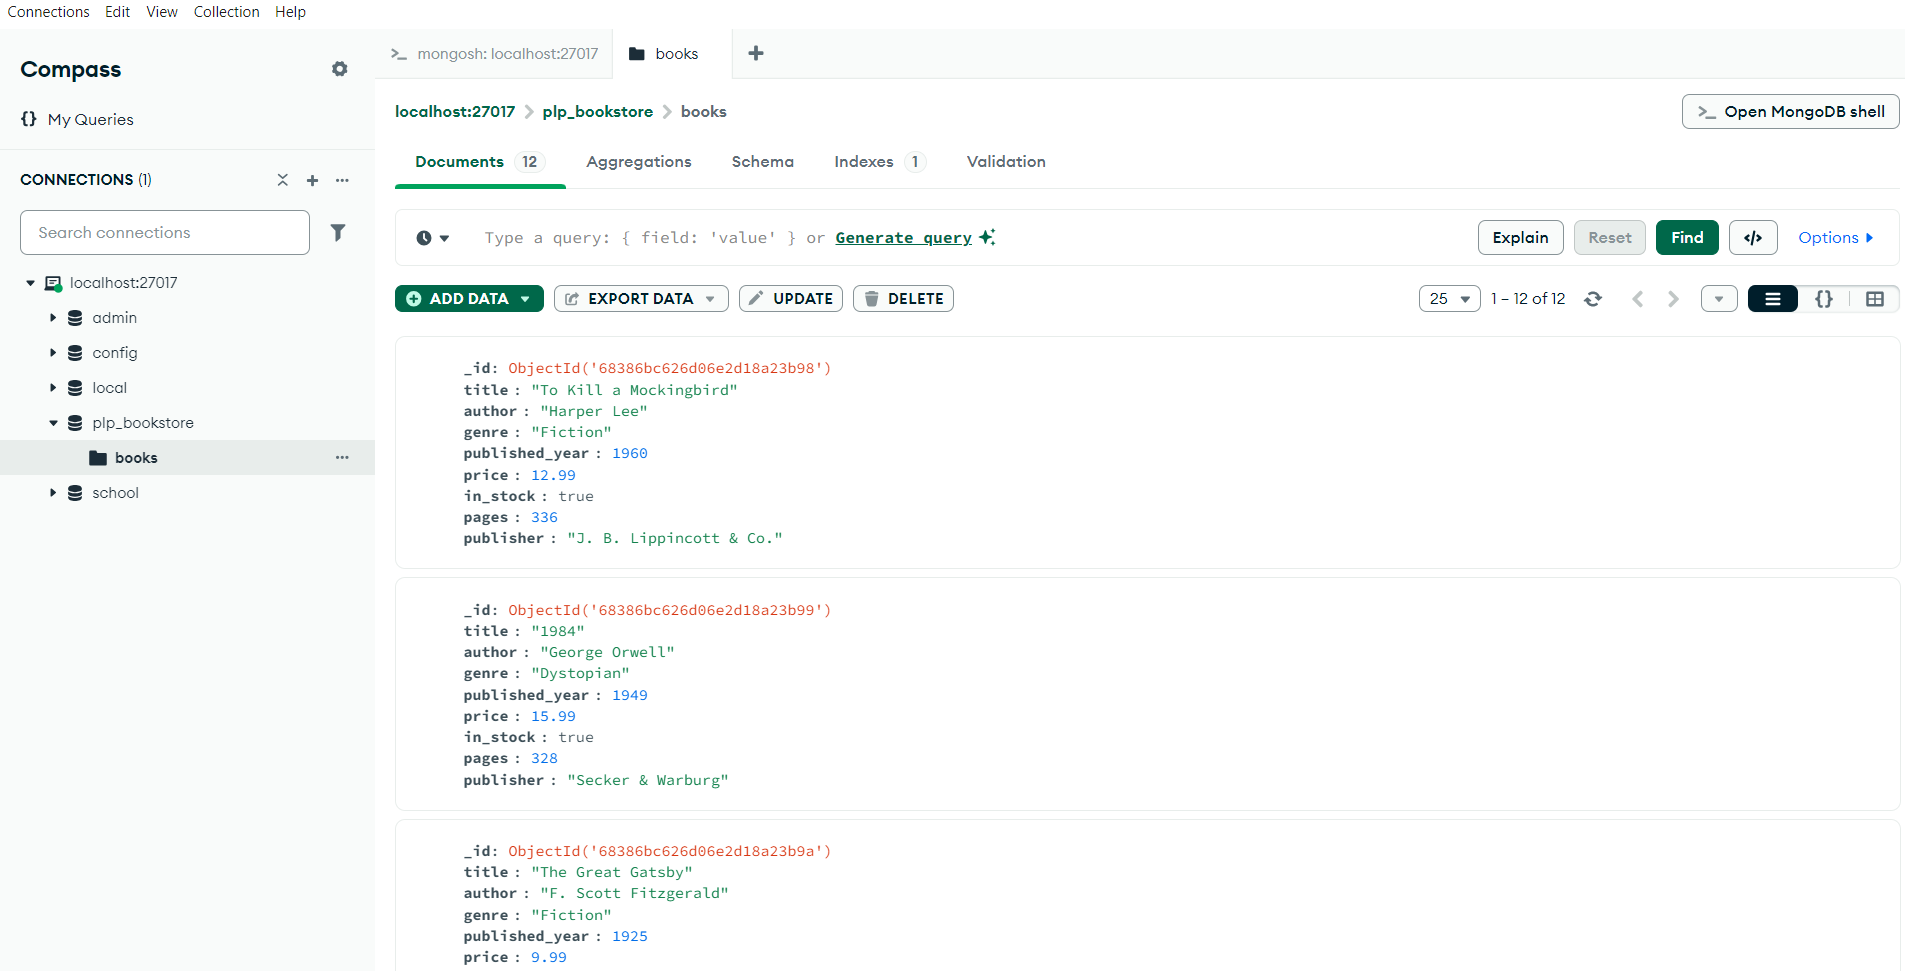 Connections Edit View Collection Help
Compass
{} My Queries
CONNECTIONS (1)
Search connections
localhost:27017
admin
config
local
plp_bookstore
books
school
>_ mongosh: localhost:27017
books
localhost:27017 > plp_bookstore > books
>_ Open MongoDB shell
Documents 12 Aggregations Schema Indexes 1 Validation
Type a query: { field: 'value' } or Generate query
Explain Reset Find </> Options
ADD DATA EXPORT DATA UPDATE DELETE
25 1 – 12 of 12 {}
_id: ObjectId('68386bc626d06e2d18a23b98')
title : "To Kill a Mockingbird"
author : "Harper Lee"
genre : "Fiction"
published_year : 1960
price : 12.99
in_stock : true
pages : 336
publisher : "J. B. Lippincott & Co."
_id: ObjectId('68386bc626d06e2d18a23b99')
title : "1984"
author : "George Orwell"
genre : "Dystopian"
published_year : 1949
price : 15.99
in_stock : true
pages : 328
publisher : "Secker & Warburg"
_id: ObjectId('68386bc626d06e2d18a23b9a')
title : "The Great Gatsby"
author : "F. Scott Fitzgerald"
genre : "Fiction"
published_year : 1925
price : 9.99